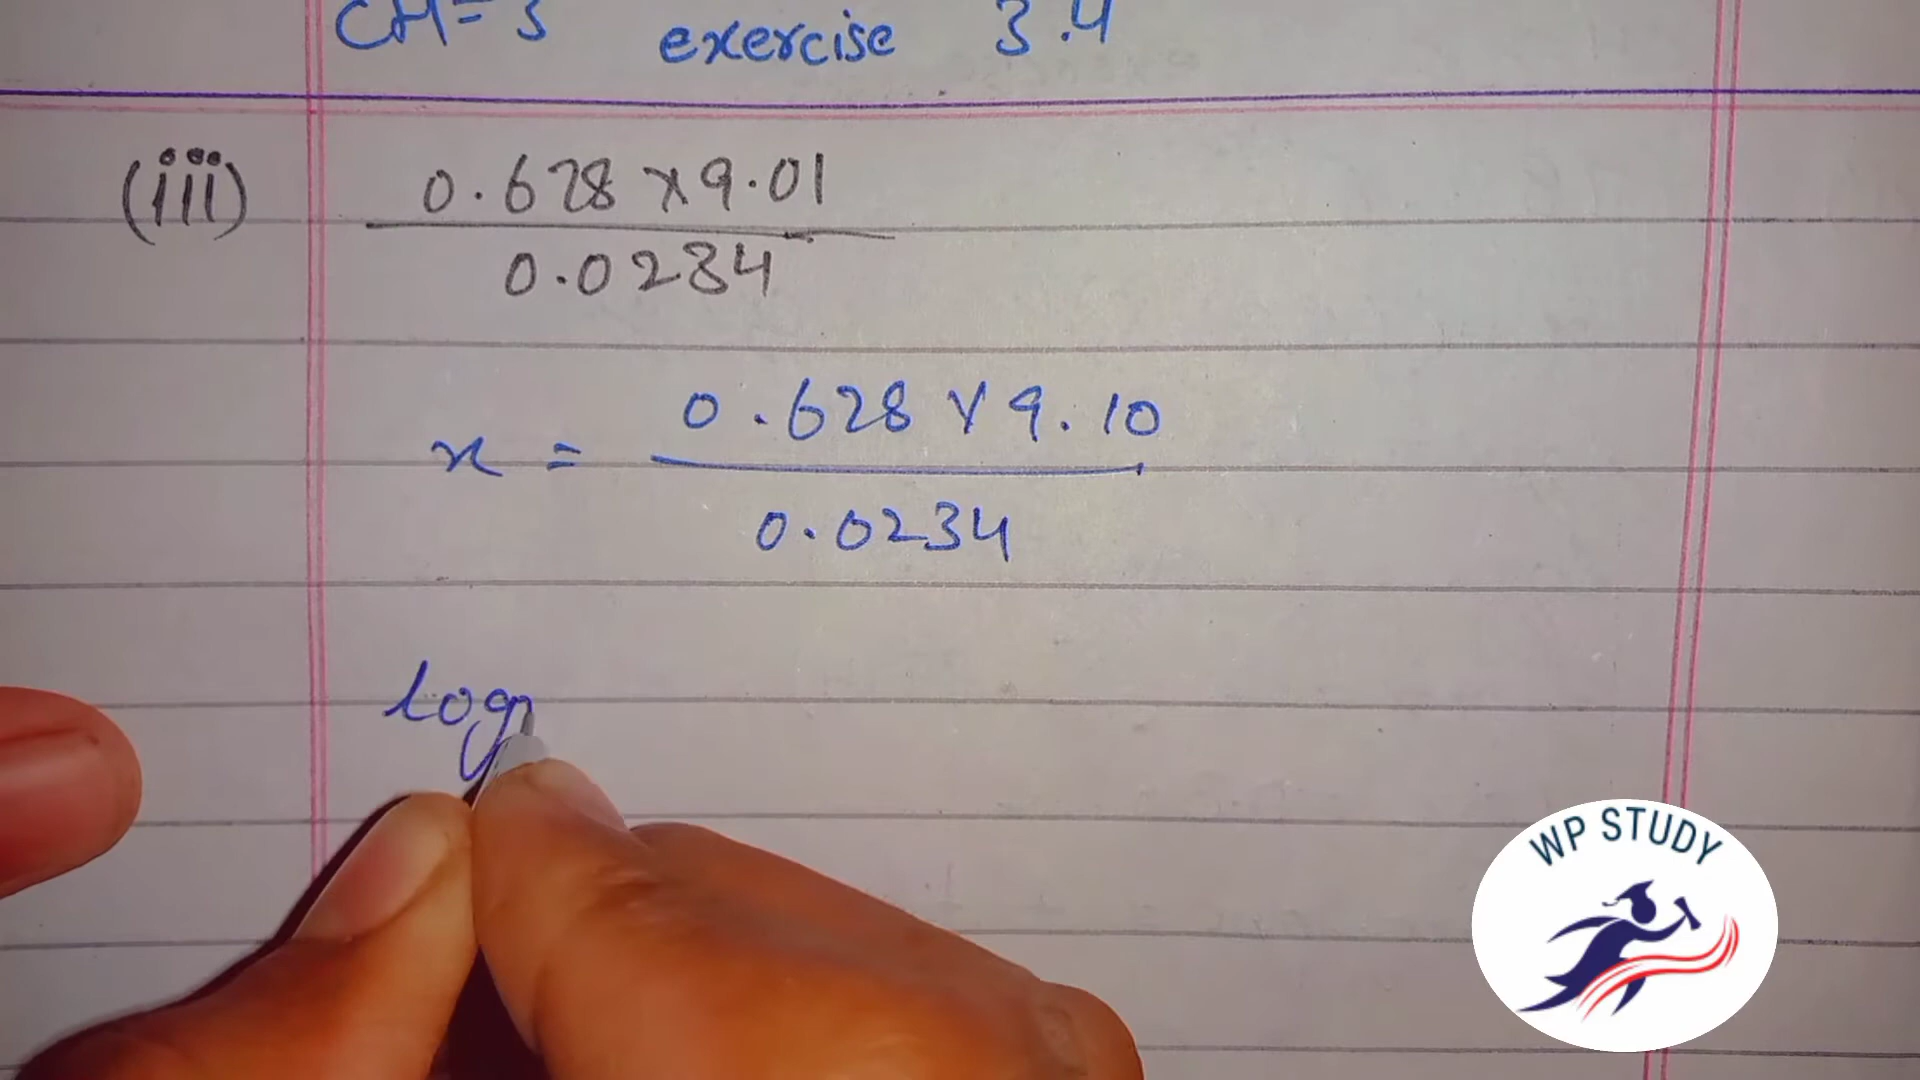 CH=3 exercise 3.4
(iii) 0.628 x 9.01
0.0234
x = 0.628 x 9.10
0.0234
log
WP STUDY